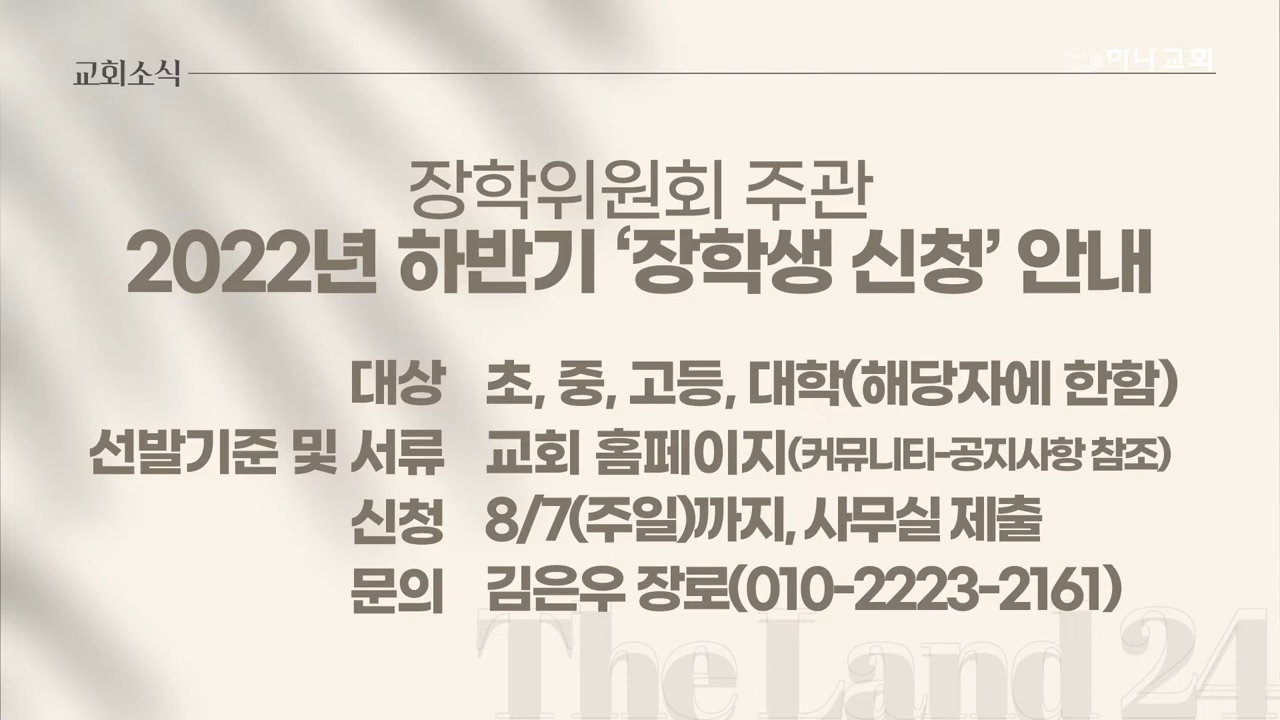 교회소식
하나교회
장학위원회 주관
2022년 하반기 ‘장학생 신청’ 안내
대상 초, 중, 고등, 대학(해당자에 한함)
선발기준 및 서류 교회 홈페이지(커뮤니티-공지사항 참조)
신청 8/7(주일)까지, 사무실 제출
문의 김은우 장로(010-2223-2161)
The Land 24